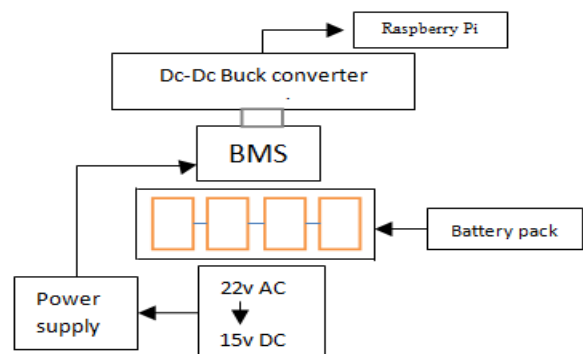 Raspberry Pi
Dc-Dc Buck converter
BMS
Battery pack
22v AC
15v DC
Power
supply